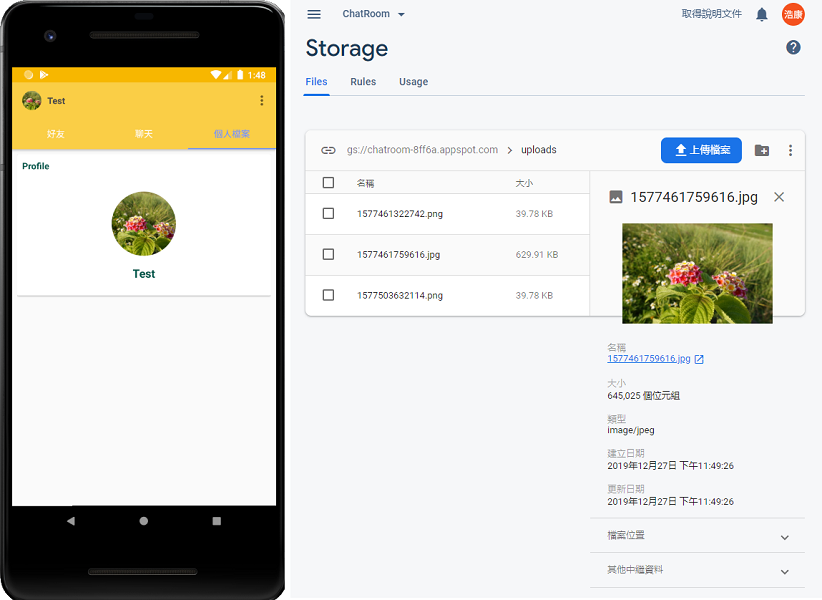 1:48
Test
好友
聊天
個人檔案
Profile
Test
ChatRoom
取得說明文件
浩康
Storage
Files
Rules
Usage
gs://chatroom-8ff6a.appspot.com
uploads
上傳檔案
名稱
大小
1577461322742.png
39.78 KB
1577461759616.jpg
629.91 KB
1577503632114.png
39.78 KB
1577461759616.jpg
名稱
1577461759616.jpg
大小
645,025 個位元組
類型
image/jpeg
建立日期
2019年12月27日 下午11:49:26
更新日期
2019年12月27日 下午11:49:26
檔案位置
其他中繼資料